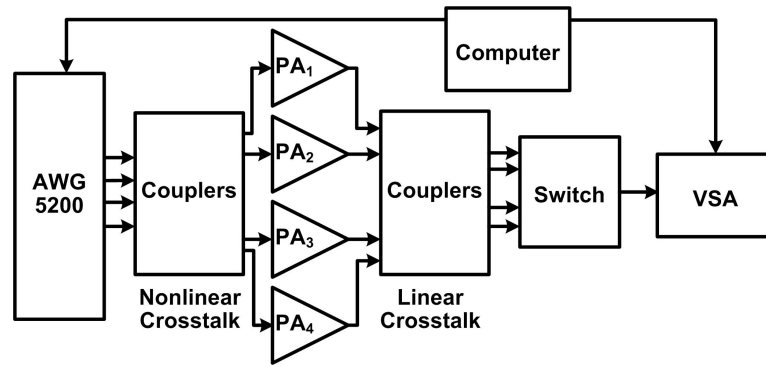 Computer
PA₁
PA₂
PA₃
PA₄
AWG
5200
Couplers
Couplers
Switch
VSA
Nonlinear
Crosstalk
Linear
Crosstalk